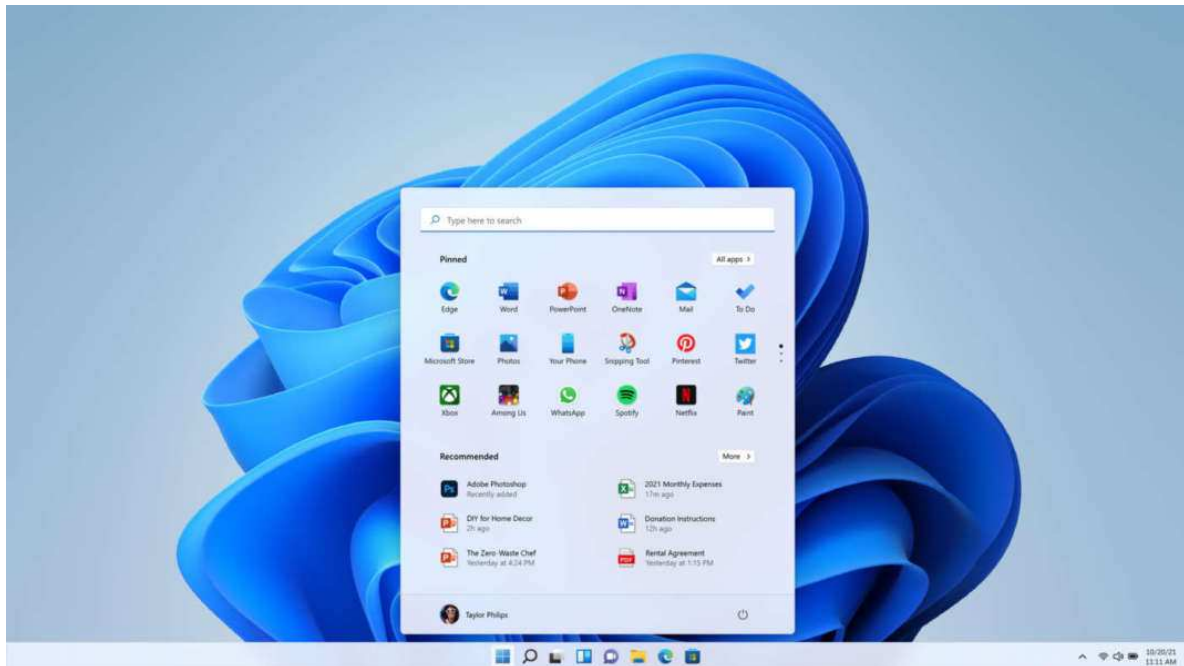 Type here to search
Pinned
All apps >
Edge Word PowerPoint OneNote Mail To Do
Microsoft Store Photos Your Phone Snipping Tool Pinterest Twitter
Xbox Among Us WhatsApp Spotify Netflix Paint
Recommended
More >
Adobe Photoshop
Recently added
2021 Monthly Expenses
17m ago
DIY for Home Decor
2h ago
Donation Instructions
12h ago
The Zero-Waste Chef
Yesterday at 4:24 PM
Rental Agreement
Yesterday at 1:15 PM
Taylor Philips
10/20/21
11:11 AM